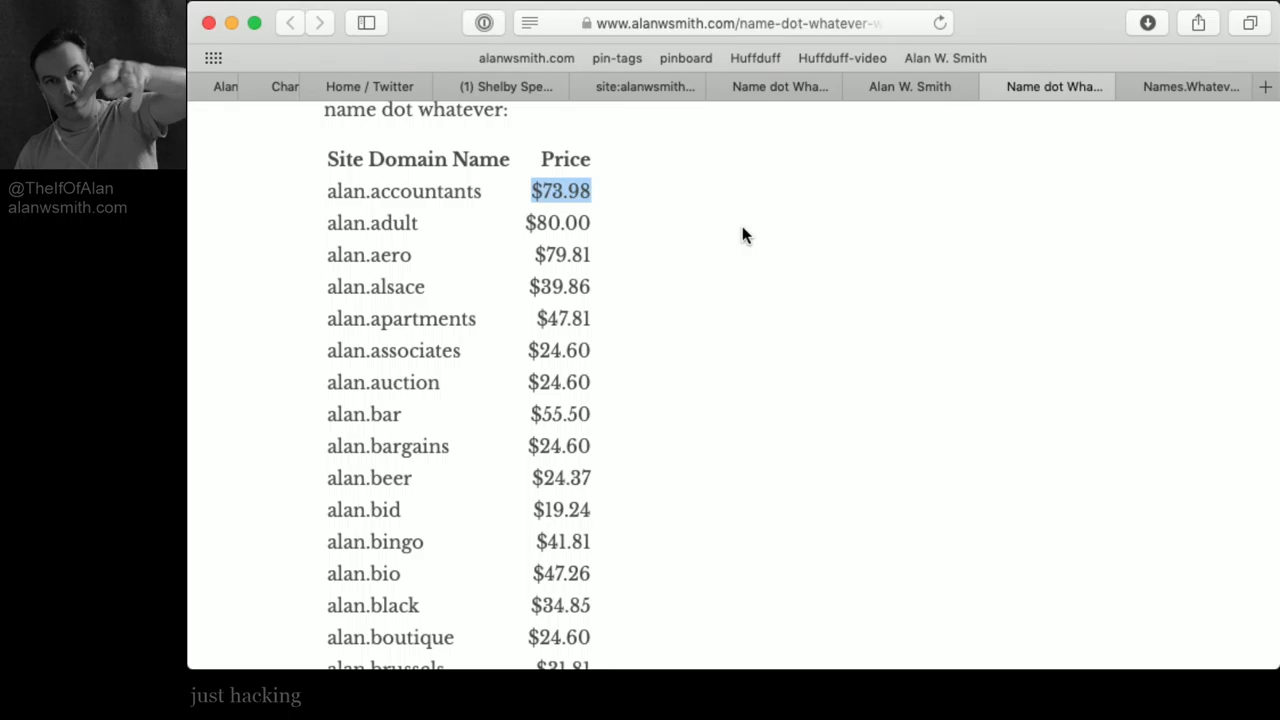 @TheIfOfAlan
alanwsmith.com
www.alanwsmith.com/name-dot-whatever-
alanwsmith.com pin-tags pinboard Huffduff Huffduff-video Alan W. Smith
Alan Char Home / Twitter (1) Shelby Spe... site:alanwsmith... Name dot Wha... Alan W. Smith Name dot Wha... Names.Whatev...
name dot whatever:
Site Domain Name Price
alan.accountants $73.98
alan.adult $80.00
alan.aero $79.81
alan.alsace $39.86
alan.apartments $47.81
alan.associates $24.60
alan.auction $24.60
alan.bar $55.50
alan.bargains $24.60
alan.beer $24.37
alan.bid $19.24
alan.bingo $41.81
alan.bio $47.26
alan.black $34.85
alan.boutique $24.60
alan.brussels $31.81
just hacking